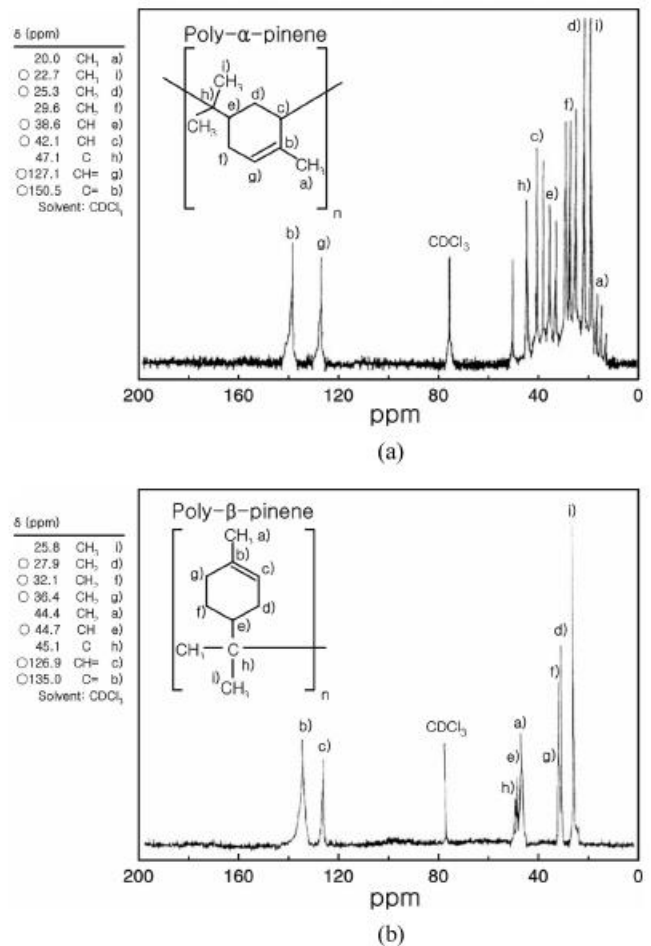 δ (ppm)
20.0 CH₃ a)
○ 22.7 CH₃ i)
○ 25.3 CH₂ d)
29.6 CH₂ f)
○ 38.6 CH e)
○ 42.1 CH c)
47.1 C h)
○127.1 CH= g)
○150.5 C= b)
Solvent: CDCl₃
Poly-α-pinene
i)
CH₃
h)
CH₃
e)
d)
c)
b)
f)
g)
CH₃
a)
n
b)
g)
CDCl₃
h)
c)
e)
f)
d)
i)
a)
200 160 120 80 40 0
ppm
(a)
δ (ppm)
25.8 CH₃ i)
○ 27.9 CH₂ d)
○ 32.1 CH₂ f)
○ 36.4 CH₂ g)
44.4 CH₂ a)
○ 44.7 CH e)
45.1 C h)
○126.9 CH= c)
○135.0 C= b)
Solvent: CDCl₃
Poly-β-pinene
CH₃ a)
b)
g)
c)
f)
d)
e)
CH₃
C
h)
i)
CH₃
n
b)
c)
CDCl₃
a)
e)
h)
i)
d)
f)
g)
200 160 120 80 40 0
ppm
(b)